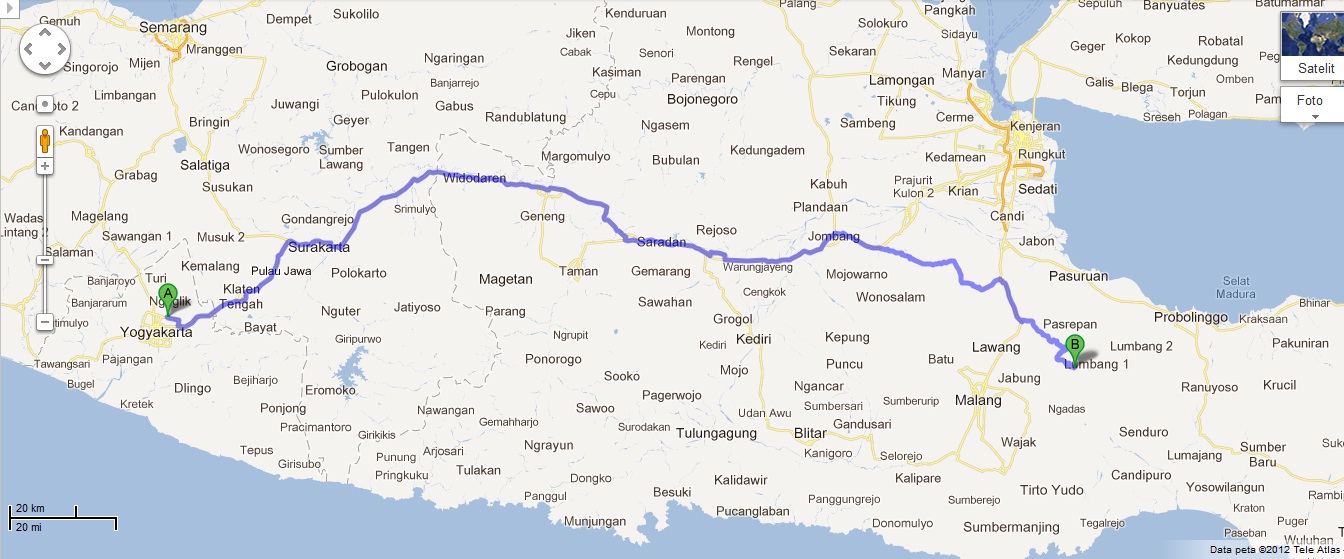 Gemuh
Dempet
Sukolilo
Kenduruan
Palang
Pangkah
Sepulu
Banyuates
Batumarmar
Semarang
Mranggen
Mijen
Singorojo
Limbangan
Jiken
Montong
Solokuro
Sidayu
Kokop
Robatal
Geger
Kedungdung
Satelit
Ngaringan
Cabak
Senori
Rengel
Sekaran
Grobogan
Banjarrejo
Kasiman
Parengan
Lamongan
Manyar
Galis
Blega
Torjun
Omben
Foto
Juwangi
Pulokulon
Gabus
Cepu
Bojonegoro
Tikung
Cerme
Sreseh
Polagan
Kandangan
Bringin
Geyer
Randublatung
Ngasem
Sambeng
Kenjeran
Wonosegoro
Sumber
Lawang
Tangen
Margomulyo
Bubulan
Kedungadem
Kedamean
Rungkut
Salatiga
Grabag
Susukan
Widodaren
Kabuh
Prajurit
Kulon 2
Krian
Sedati
Wadas
Lintang 2
Magelang
Gondangrejo
Srimulyo
Geneng
Plandaan
Candi
Sawangan 1
Musuk 2
Surakarta
Saradan
Rejoso
Jombang
Jabon
Salaman
Kemalang
Pulau Jawa
Polokarto
Taman
Gemarang
Warungjayeng
Mojowarno
Pasuruan
Banjaroyo
Turi
Klaten
Tengah
Magetan
Cengkok
Wonosalam
Selat
Madura
A
Ngaglik
Banjararum
Jatiyoso
Sawahan
Probolinggo
Kraksaan
Bhinar
Yogyakarta
Bayat
Nguter
Parang
Grogol
Pasrepan
Pajangan
Giripurwo
Ngrupit
Kediri
Kediri
Kepung
Lawang
B
Lumbang 1
Lumbang 2
Pakuniran
Tawangsari
Bugel
Dlingo
Bejiharjo
Eromoko
Ponorogo
Sooko
Mojo
Puncu
Batu
Jabung
Ranuyoso
Krucil
Kretek
Ponjong
Pracimantoro
Nawangan
Gemahharjo
Sawoo
Pagerwojo
Ngancar
Sumbersari
Sumberurip
Malang
Ngadas
Girikikis
Surodakan
Udan Awu
Gandusari
Tulungagung
Blitar
Wajak
Senduro
Tepus
Girisubo
Punung
Arjosari
Pringkuku
Ngrayun
Kanigoro
Selorejo
Lumajang
Sumber
Baru
Tulakan
Dongko
Kalidawir
Kalipare
Candipuro
Panggul
Besuki
Panggungrejo
Sumberejo
Tirto Yudo
Yosowilangun
Kraton
Munjungan
Pucanglaban
Donomulyo
Sumbermanjing
Tegalrejo
Pasirian
Puger
Wuluhan
20 km
20 mi
Data peta ©2012 Tele Atlas